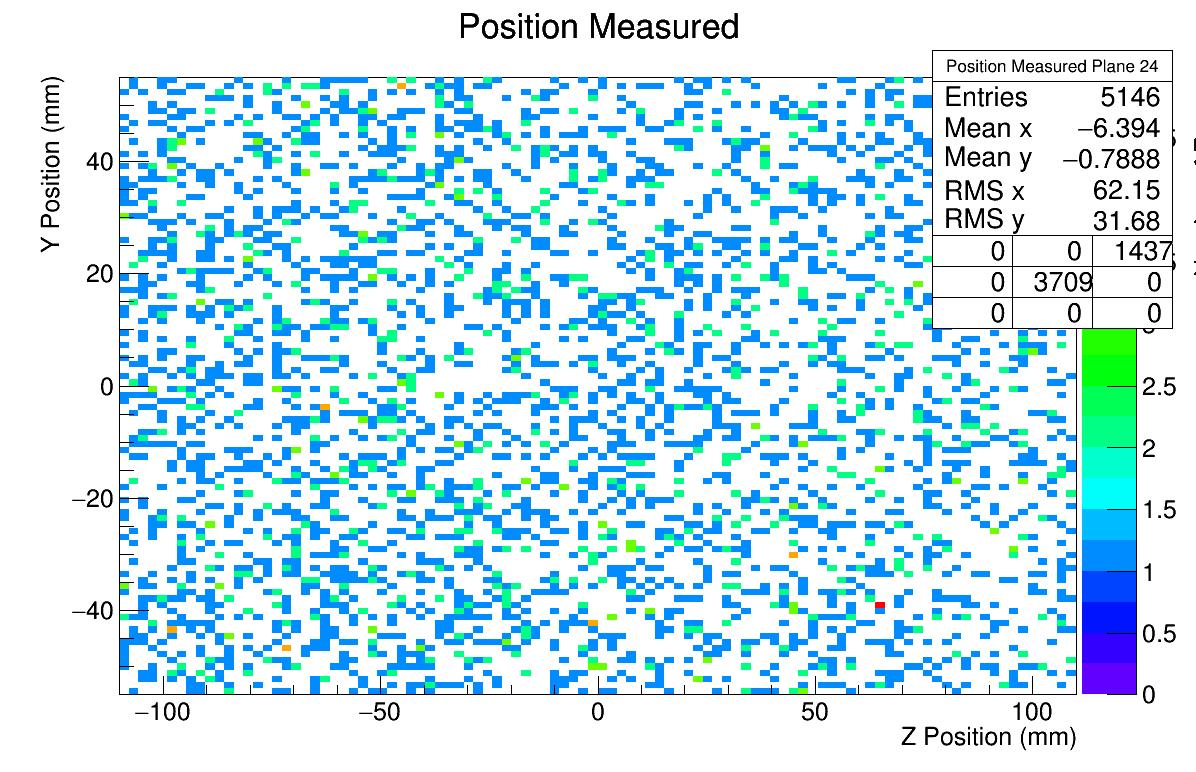 Position Measured
Position Measured Plane 24
Entries 5146
Mean x −6.394
Mean y −0.7888
RMS x 62.15
RMS y 31.68
0 0 1437
0 3709 0
0 0 0
Y Position (mm)
40
20
0
−20
−40
2.5
2
1.5
1
0.5
0
−100 −50 0 50 100
Z Position (mm)